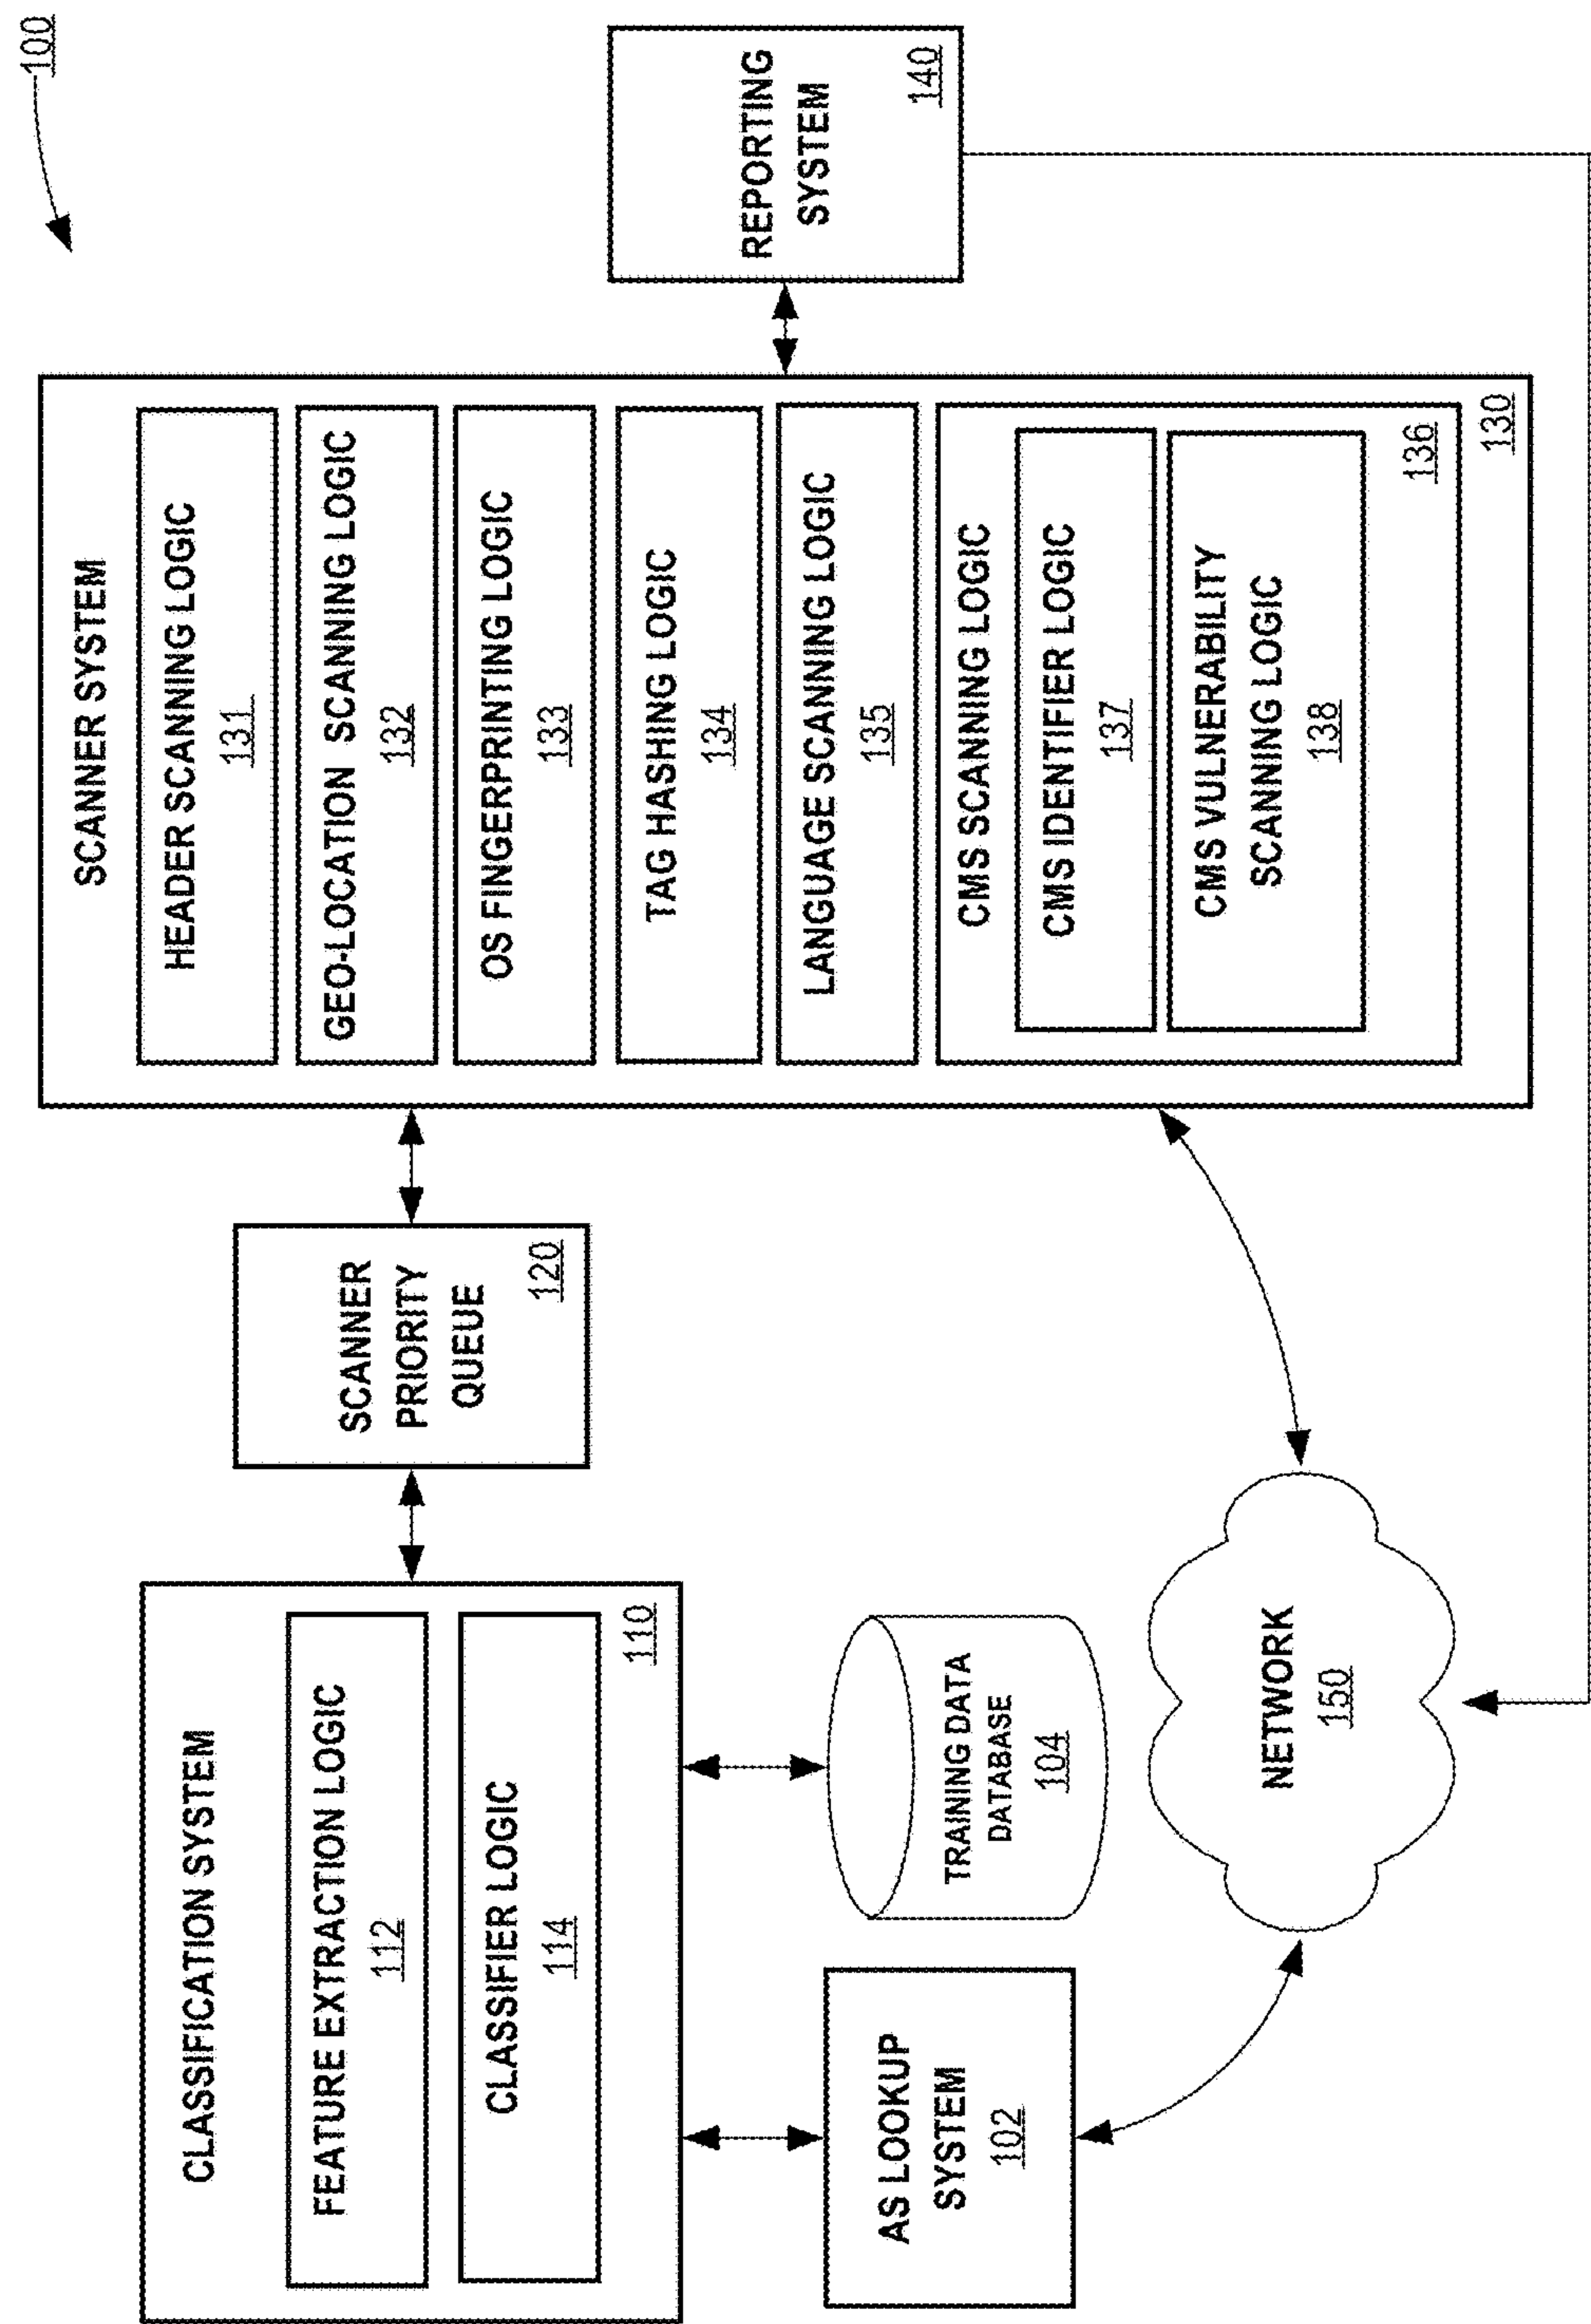 100
CLASSIFICATION SYSTEM
FEATURE EXTRACTION LOGIC
112
CLASSIFIER LOGIC
114
110
SCANNER
PRIORITY
QUEUE
120
SCANNER SYSTEM
HEADER SCANNING LOGIC
131
GEO-LOCATION SCANNING LOGIC
132
OS FINGERPRINTING LOGIC
133
TAG HASHING LOGIC
134
LANGUAGE SCANNING LOGIC
135
CMS SCANNING LOGIC
CMS IDENTIFIER LOGIC
137
CMS VULNERABILITY
SCANNING LOGIC
138
136
130
REPORTING
SYSTEM
140
AS LOOKUP
SYSTEM
102
TRAINING DATA
DATABASE
104
NETWORK
150